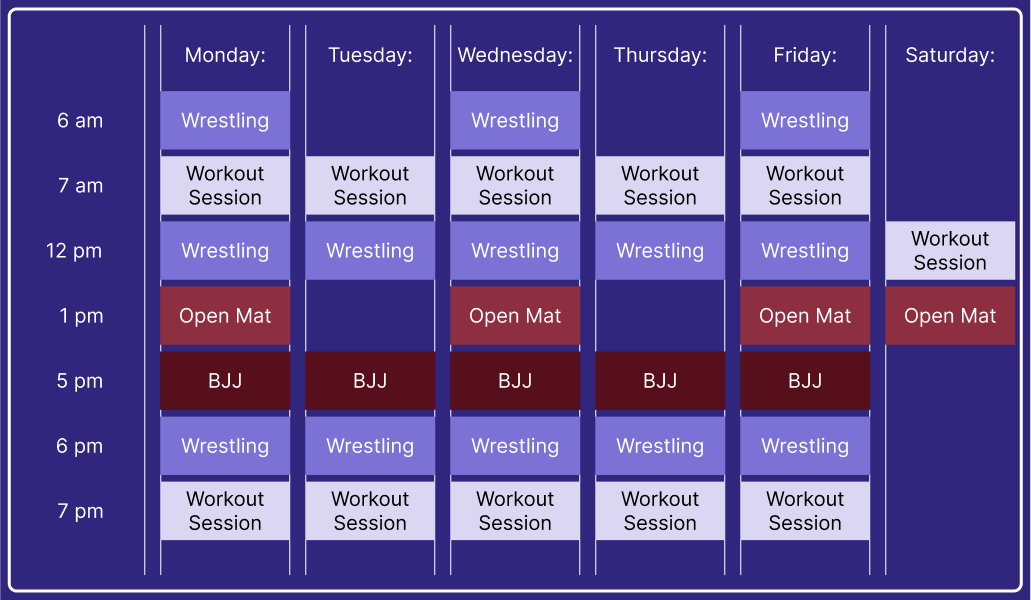 Monday: Tuesday: Wednesday: Thursday: Friday: Saturday:
6 am Wrestling Wrestling Wrestling
7 am Workout Session Workout Session Workout Session Workout Session Workout Session
12 pm Wrestling Wrestling Wrestling Wrestling Wrestling Workout Session
1 pm Open Mat Open Mat Open Mat Open Mat
5 pm BJJ BJJ BJJ BJJ BJJ
6 pm Wrestling Wrestling Wrestling Wrestling Wrestling
7 pm Workout Session Workout Session Workout Session Workout Session Workout Session